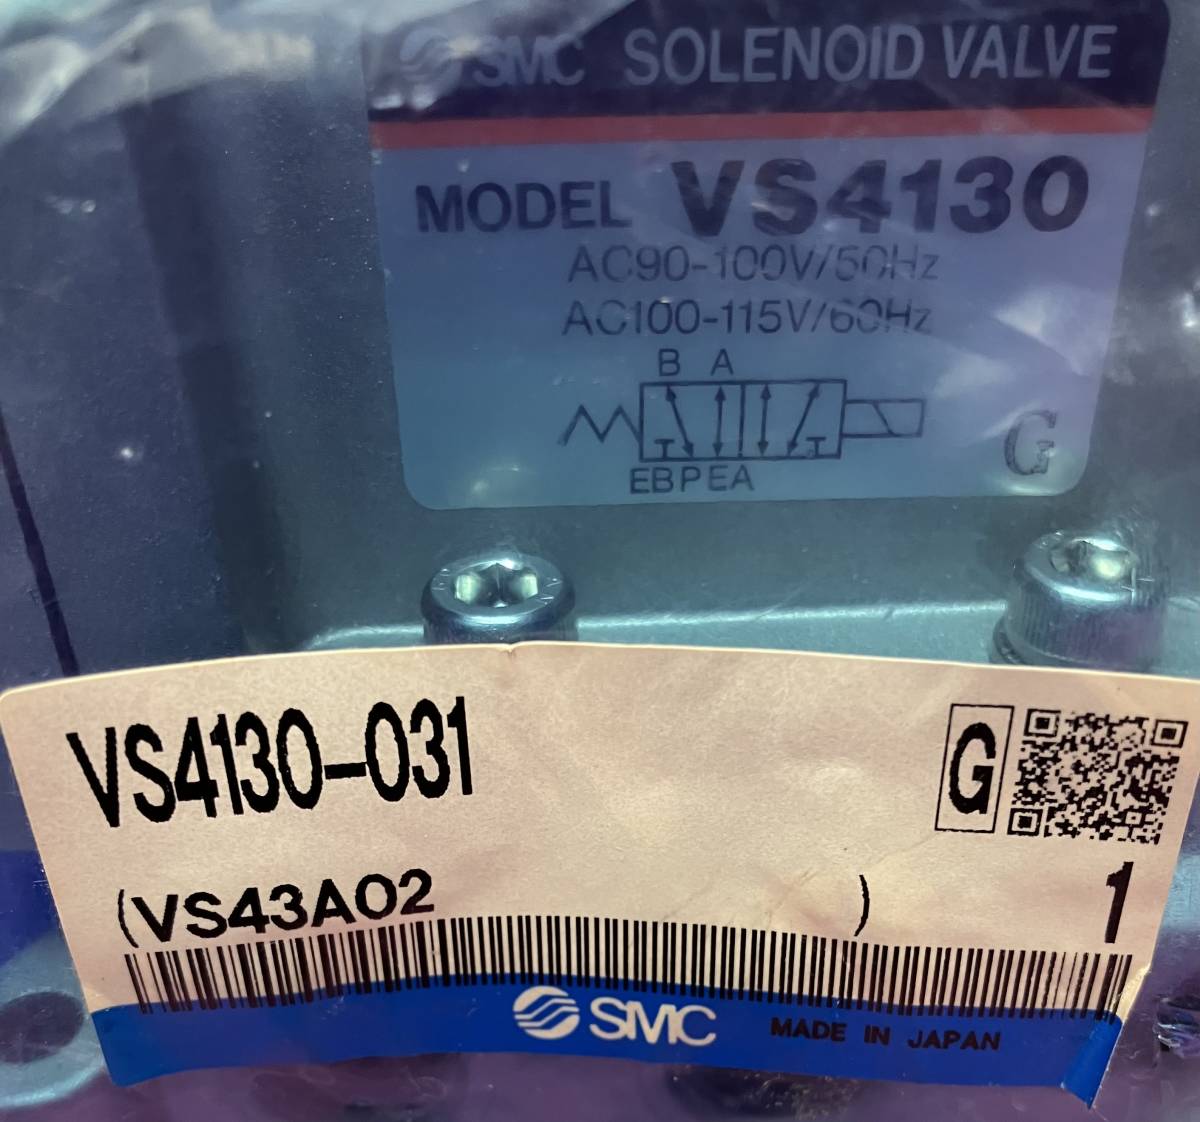 SMC SOLENOID VALVE
MODEL VS4130
AC90-100V/50Hz
AC100-115V/60Hz
B A
EBPEA
G
VS4130-031
G
(VS43A02 )
1
SMC MADE IN JAPAN